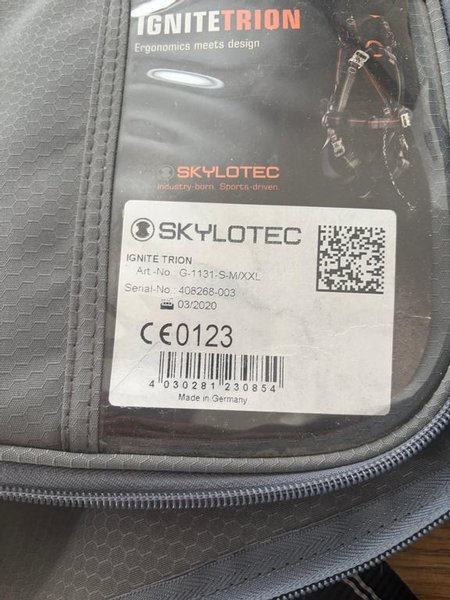 IGNITETRION
Ergonomics meets design
SKYLOTEC
Industry-born. Sports-driven.
SKYLOTEC
IGNITE TRION
Art.-No. G-1131-S-M/XXL
Serial-No.: 408268-003
03/2020
CE0123
4 030281 230854
Made in Germany